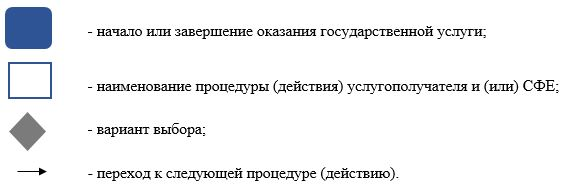 - начало или завершение оказания государственной услуги;
- наименование процедуры (действия) услугополучателя и (или) СФЕ;
- вариант выбора;
- переход к следующей процедуре (действию).